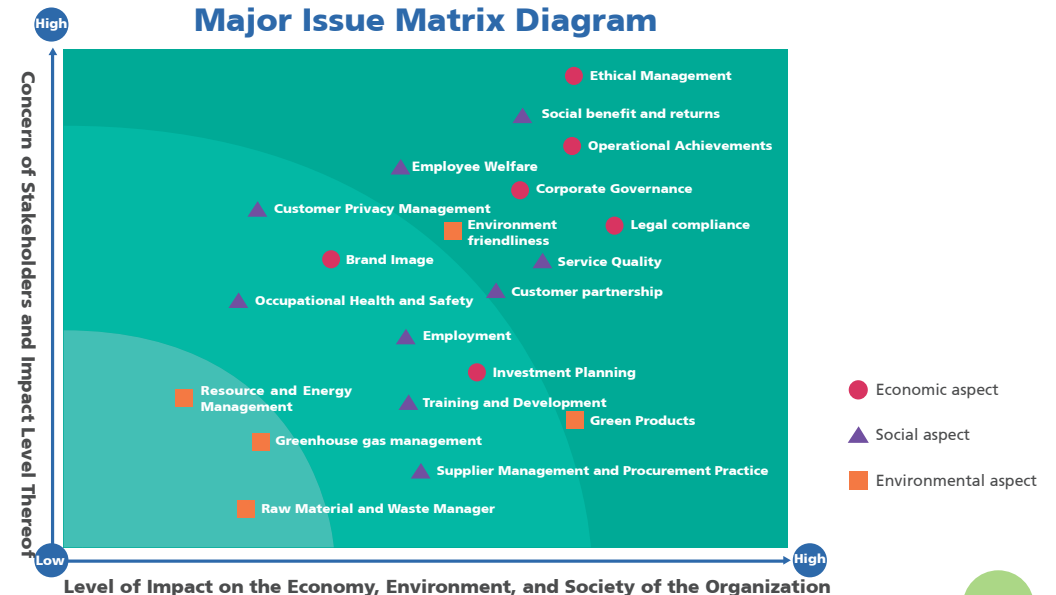 Major Issue Matrix Diagram
High
Concern of Stakeholders and Impact Level Thereof
Ethical Management
Social benefit and returns
Operational Achievements
Employee Welfare
Corporate Governance
Customer Privacy Management
Environment
friendliness
Legal compliance
Brand Image
Service Quality
Customer partnership
Occupational Health and Safety
Employment
Investment Planning
Resource and Energy
Management
Training and Development
Green Products
Greenhouse gas management
Supplier Management and Procurement Practice
Raw Material and Waste Manager
Economic aspect
Social aspect
Environmental aspect
Low
High
Level of Impact on the Economy, Environment, and Society of the Organization